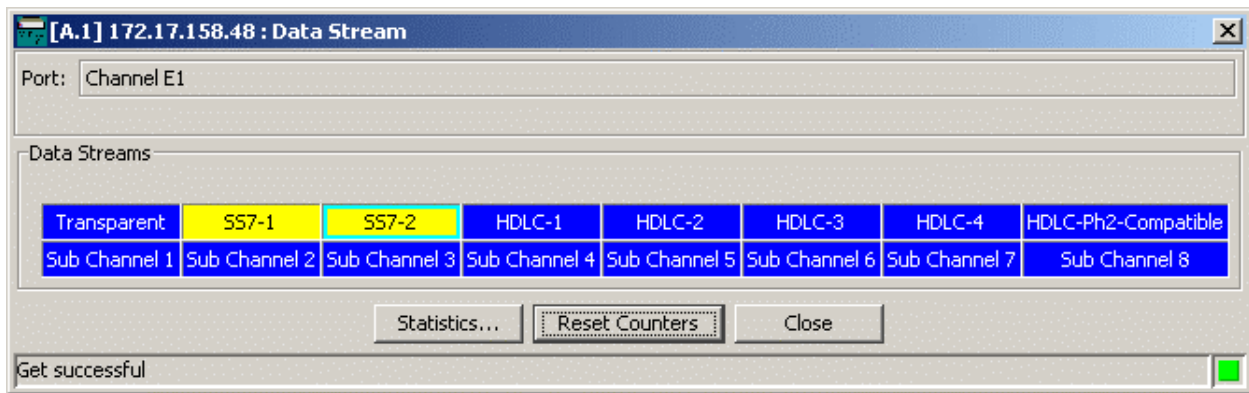 [A.1] 172.17.158.48 : Data Stream
Port: Channel E1
Data Streams
Transparent SS7-1 SS7-2 HDLC-1 HDLC-2 HDLC-3 HDLC-4 HDLC-Ph2-Compatible
Sub Channel 1 Sub Channel 2 Sub Channel 3 Sub Channel 4 Sub Channel 5 Sub Channel 6 Sub Channel 7 Sub Channel 8
Statistics... Reset Counters Close
Get successful